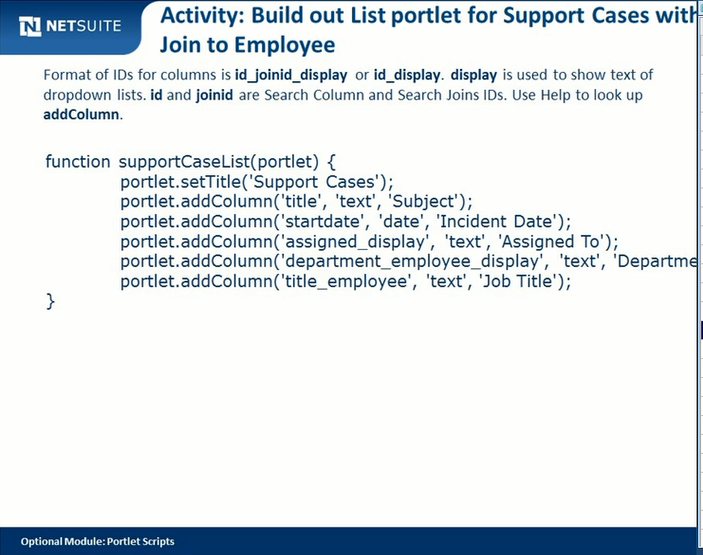 NETSUITE
Activity: Build out List portlet for Support Cases with
Join to Employee
Format of IDs for columns is id_joinid_display or id_display. display is used to show text of
dropdown lists. id and joinid are Search Column and Search Joins IDs. Use Help to look up
addColumn.
function supportCaseList(portlet) {
portlet.setTitle('Support Cases');
portlet.addColumn('title', 'text', 'Subject');
portlet.addColumn('startdate', 'date', 'Incident Date');
portlet.addColumn('assigned_display', 'text', 'Assigned To');
portlet.addColumn('department_employee_display', 'text', 'Departme
portlet.addColumn('title_employee', 'text', 'Job Title');
}
Optional Module: Portlet Scripts